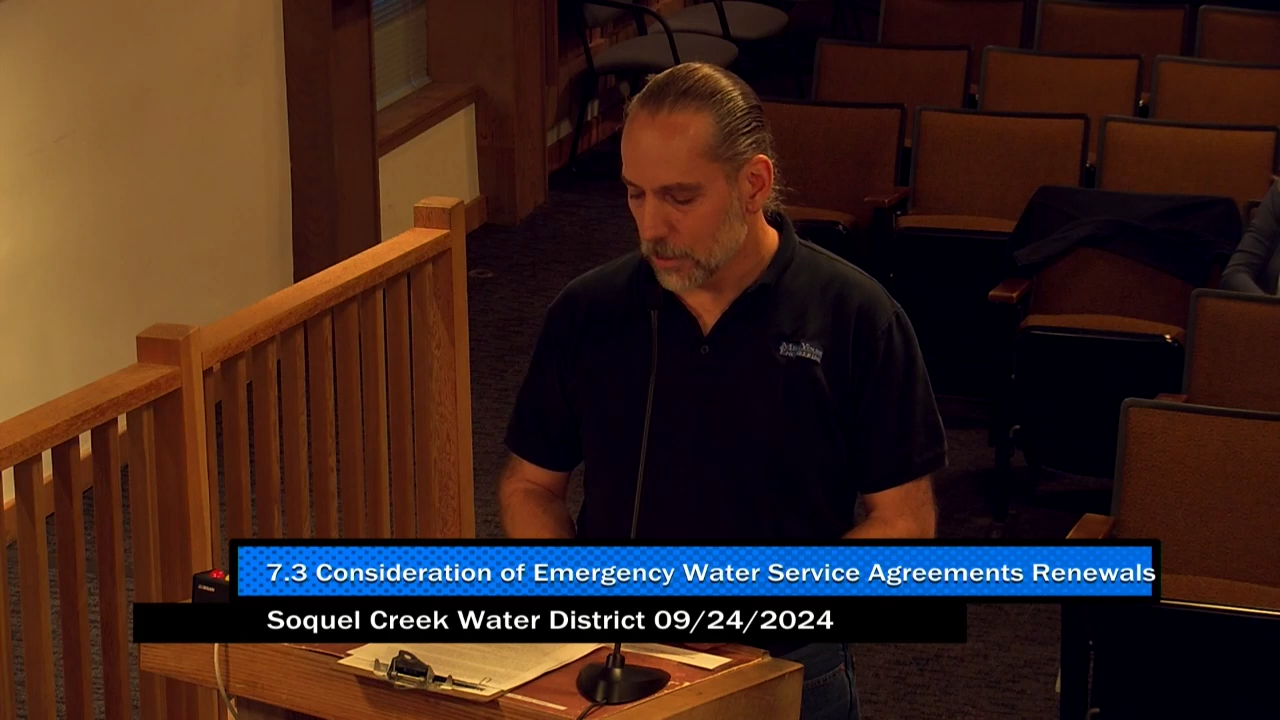 7.3 Consideration of Emergency Water Service Agreements Renewals
Soquel Creek Water District 09/24/2024